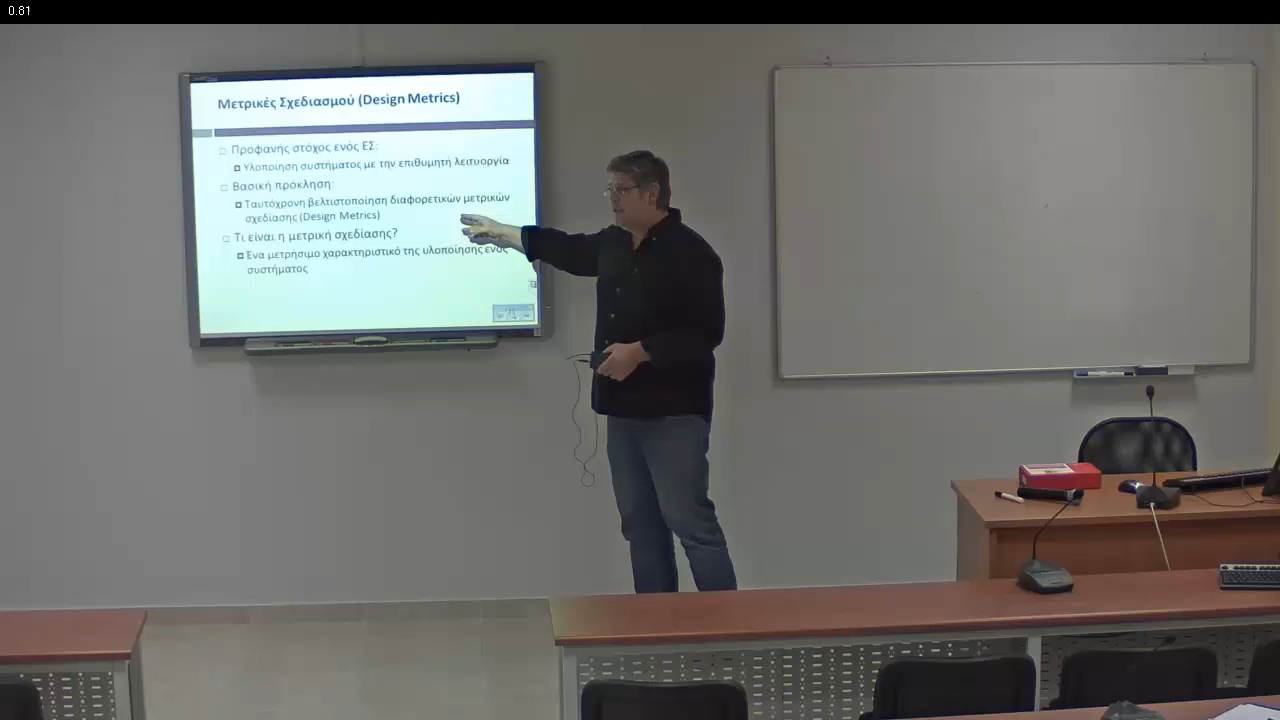 0.81
Μετρικές Σχεδιασμού (Design Metrics)
Προφανής στόχος ενός ΕΣ:
Υλοποίηση συστήματος με την επιθυμητή λειτυοργία
Βασική πρόκληση:
Ταυτόχρονη βελτιστοποίηση διαφορετικών μετρικών
σχεδίασης (Design Metrics)
Τι είναι η μετρική σχεδίασης?
Ένα μετρήσιμο χαρακτηριστικό της υλοποίησης ενός
συστήματος